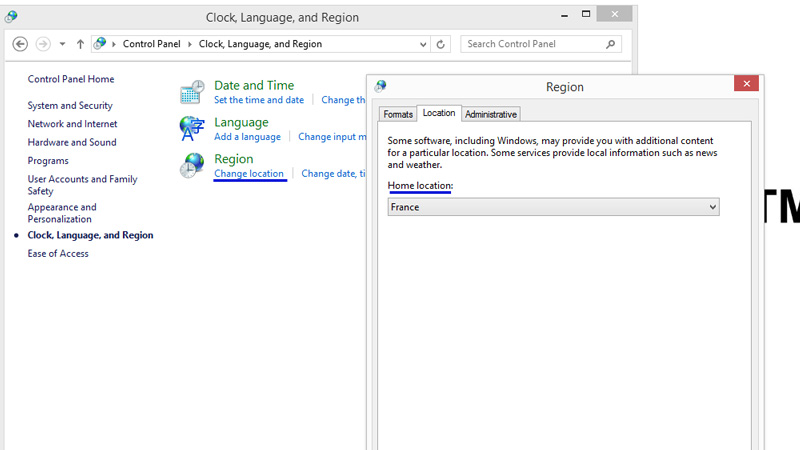 Clock, Language, and Region
Control Panel
Clock, Language, and Region
Search Control Panel
Control Panel Home
System and Security
Network and Internet
Hardware and Sound
Programs
User Accounts and Family
Safety
Appearance and
Personalization
Clock, Language, and Region
Ease of Access
Date and Time
Set the time and date
Change th
Language
Add a language
Change input m
Region
Change location
Change date, ti
Region
Formats
Location
Administrative
Some software, including Windows, may provide you with additional content
for a particular location. Some services provide local information such as news
and weather.
Home location:
France
TM